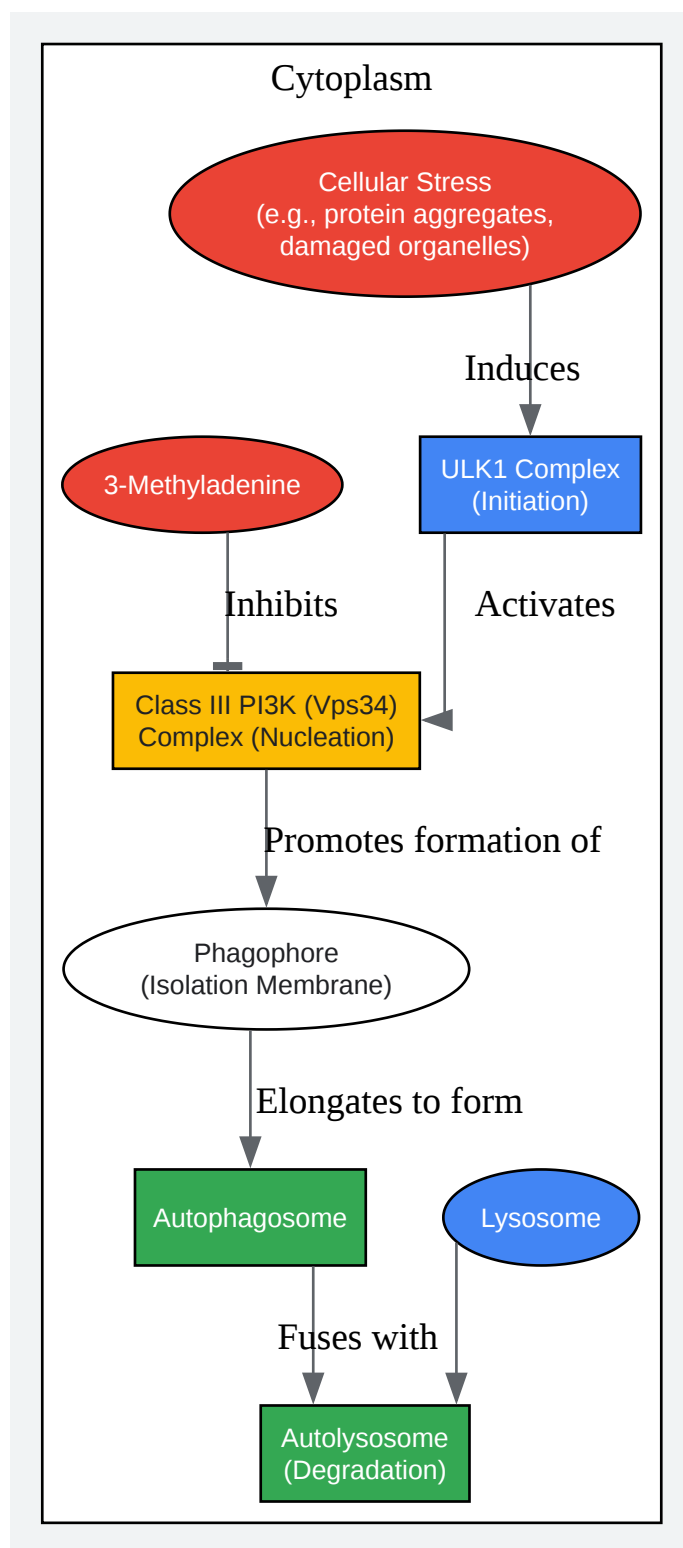 Cytoplasm
Cellular Stress
(e.g., protein aggregates,
damaged organelles)
Induces
3-Methyladenine
ULK1 Complex
(Initiation)
Inhibits
Activates
Class III PI3K (Vps34)
Complex (Nucleation)
Promotes formation of
Phagophore
(Isolation Membrane)
Elongates to form
Autophagosome
Lysosome
Fuses with
Autolysosome
(Degradation)